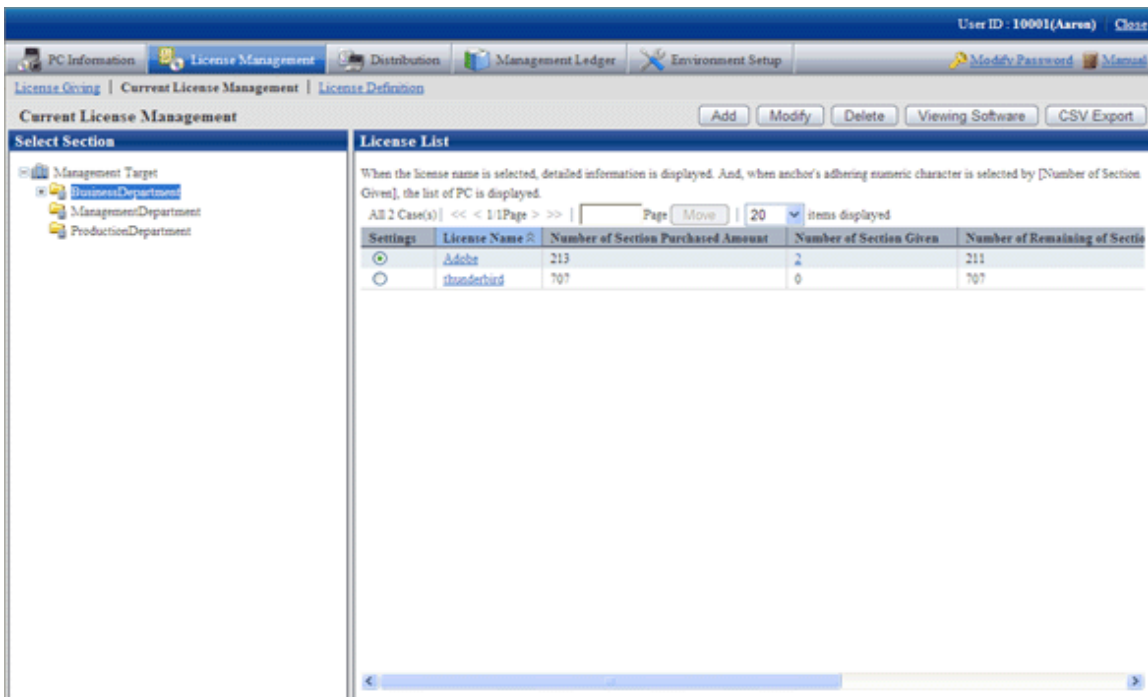 User ID : 10001(Aaron) Close
PC Information License Management Distribution Management Ledger Environment Setup Modify Password Manual
License Giving | Current License Management | License Definition
Current License Management Add Modify Delete Viewing Software CSV Export
Select Section
Management Target
BusinessDepartment
ManagementDepartment
ProductionDepartment
License List
When the license name is selected, detailed information is displayed. And, when anchor's adhering numeric character is selected by [Number of Section
Given], the list of PC is displayed.
All 2 Case(s) | << < 1/1Page > >> | Page Move | 20 items displayed
Settings License Name Number of Section Purchased Amount Number of Section Given Number of Remaining of Sectio
Adobe 213 2 211
thunderbird 707 0 707